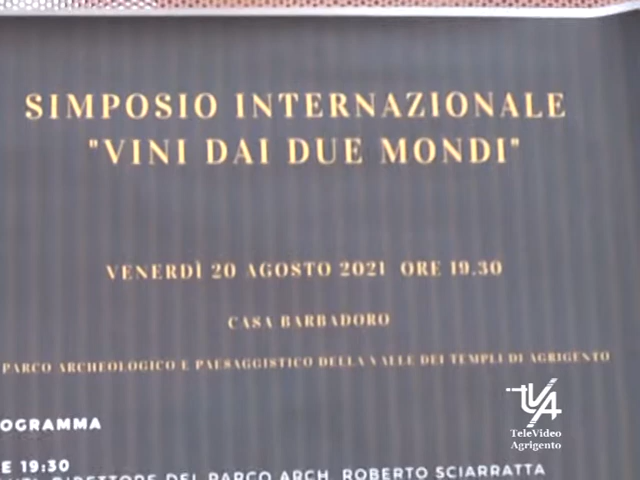 SIMPOSIO INTERNAZIONALE
"VINI DAI DUE MONDI"
VENERDÌ 20 AGOSTO 2021 ORE 19.30
CASA BARBADORO
PARCO ARCHEOLOGICO E PAESAGGISTICO DELLA VALLE DEI TEMPLI DI AGRIGENTO
OGRAMMA
E 19:30
DIRETTORE DEL PARCO ARCH. ROBERTO SCIARRATTA
TVA
TeleVideo
Agrigento